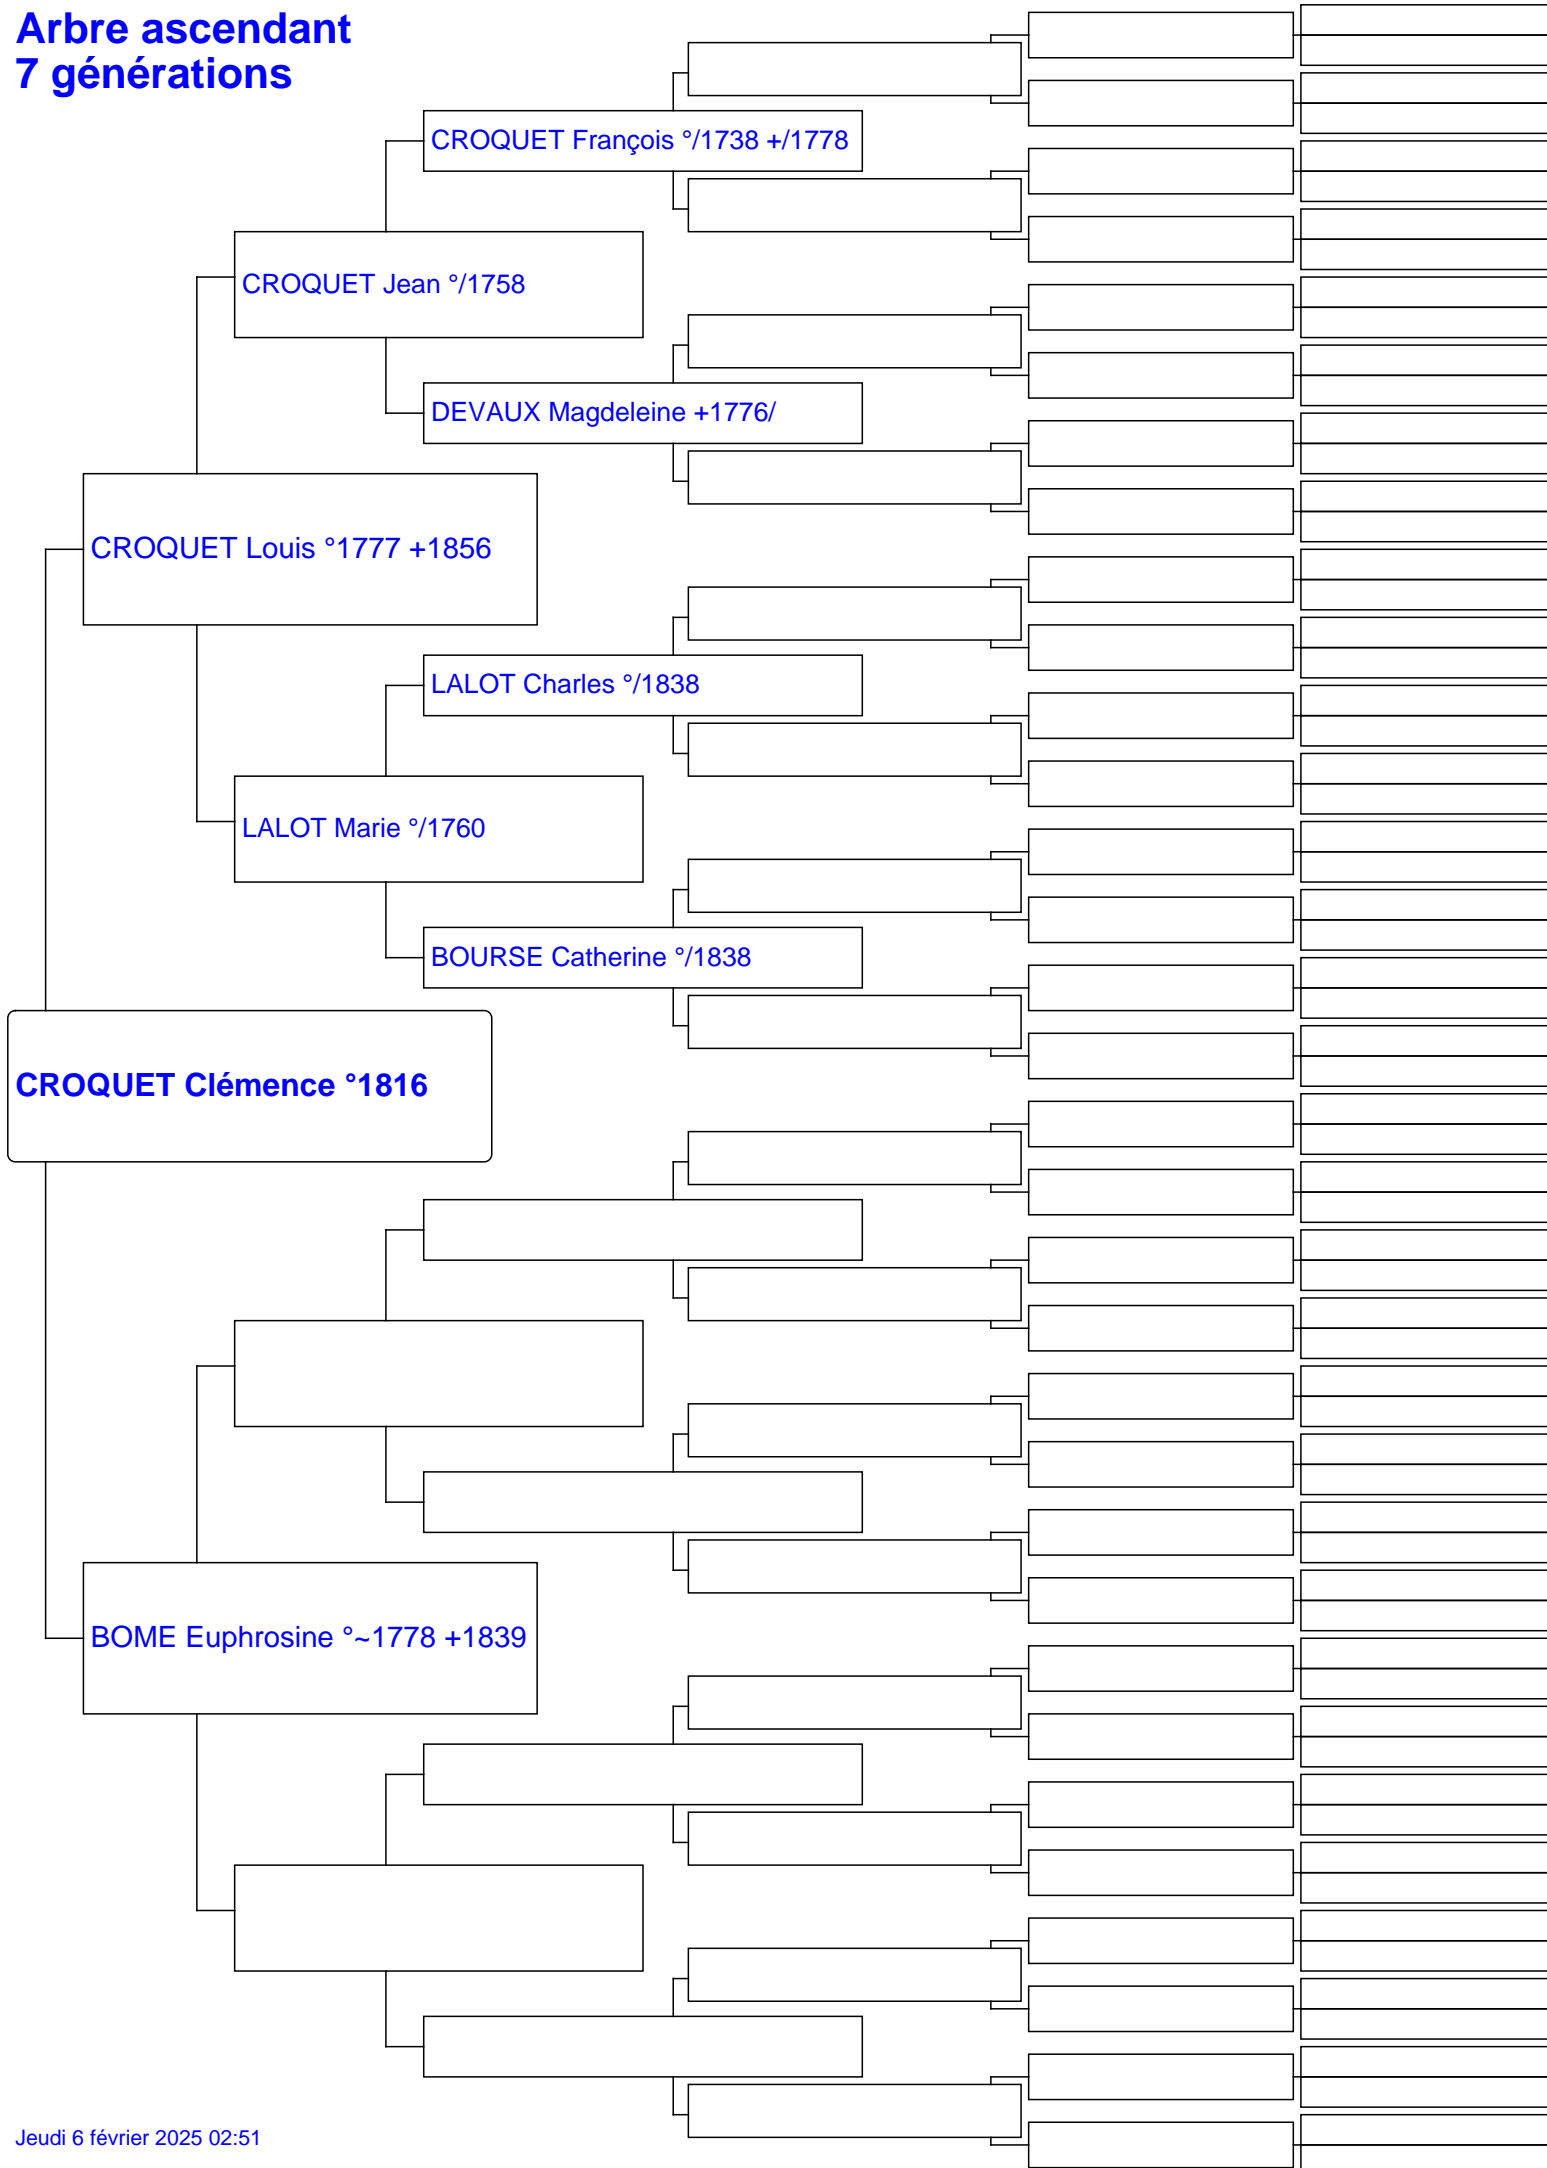 Arbre ascendant
7 générations
CROQUET François °/1738 +/1778
CROQUET Jean °/1758
DEVAUX Magdeleine +1776/
CROQUET Louis °1777 +1856
LALOT Charles °/1838
LALOT Marie °/1760
BOURSE Catherine °/1838
CROQUET Clémence °1816
BOME Euphrosine °~1778 +1839
Jeudi 6 février 2025 02:51